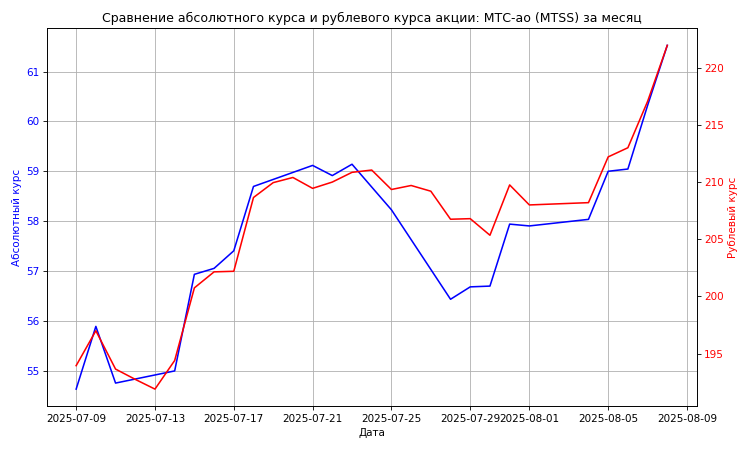 Сравнение абсолютного курса и рублевого курса акции: МТС-ао (MTSS) за месяц
61
60
59
58
57
56
55
Абсолютный курс
220
215
210
205
200
195
Рублевый курс
2025-07-09 2025-07-13 2025-07-17 2025-07-21 2025-07-25 2025-07-29 2025-08-01 2025-08-05 2025-08-09
Дата